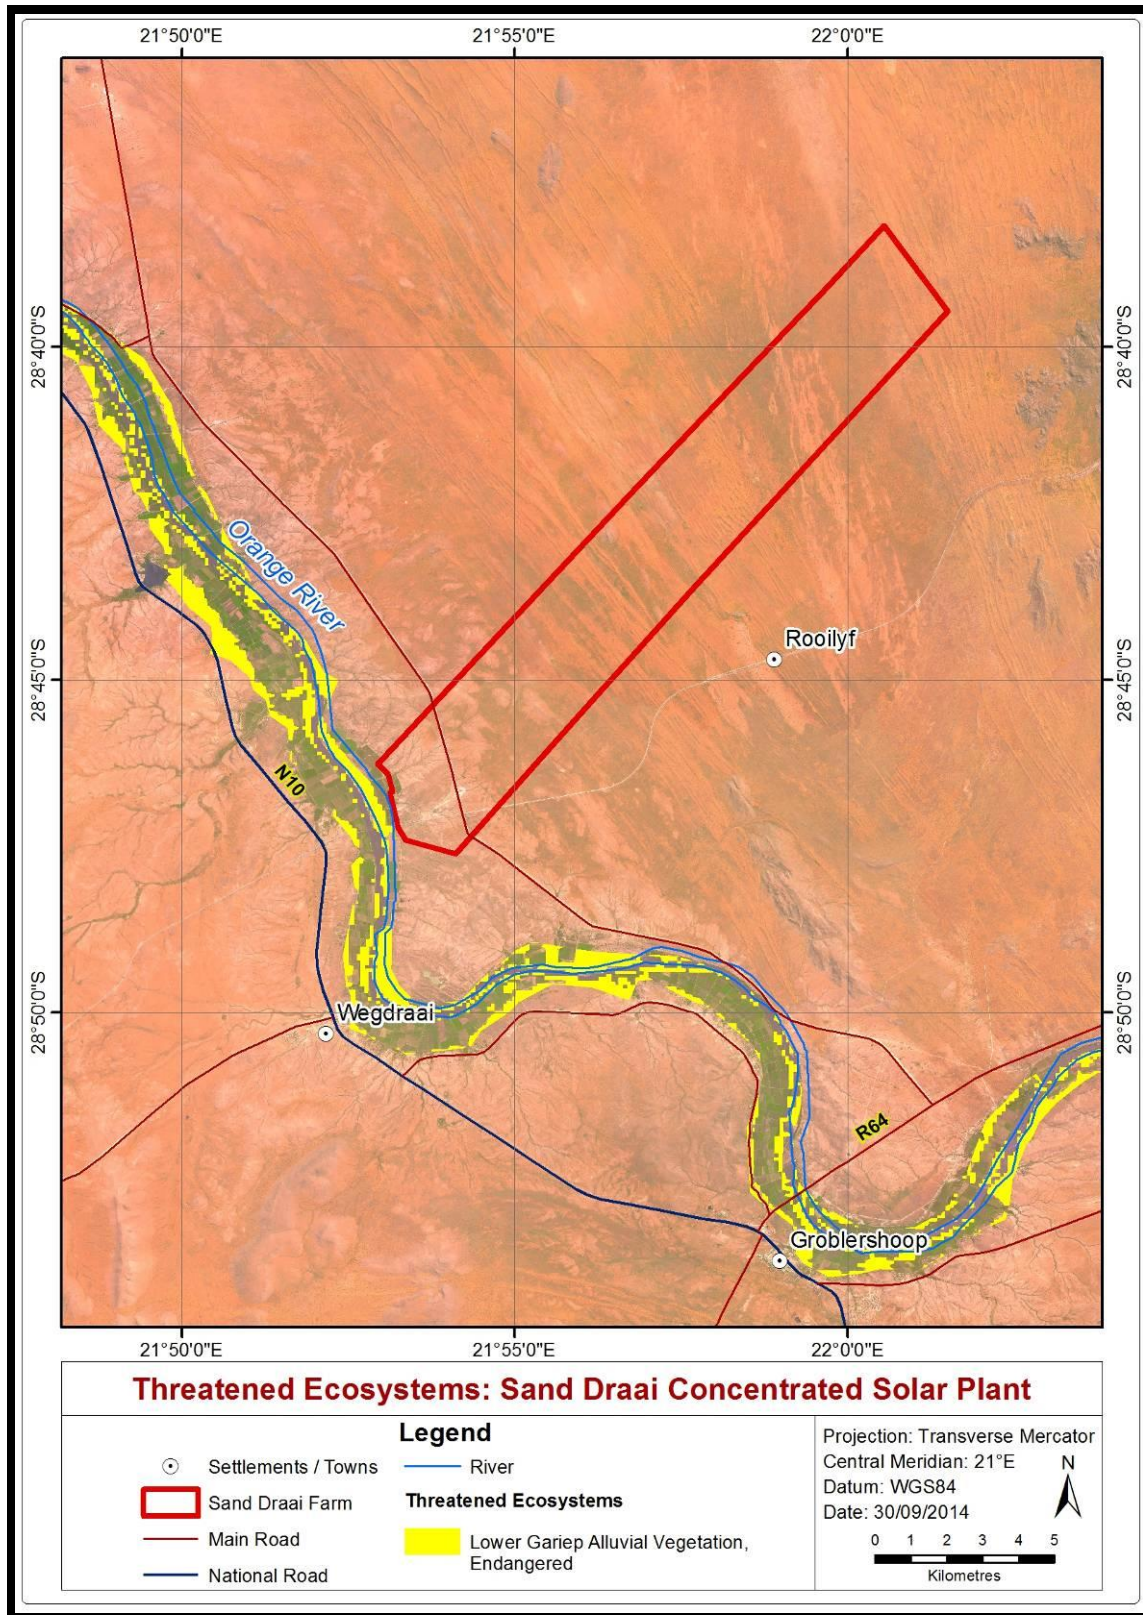 21°50'0"E
21°55'0"E
22°0'0"E
28°40'0"S
28°40'0"S
Orange River
Rooilyf
28°45'0"S
28°45'0"S
N10
Wegdraai
28°50'0"S
28°50'0"S
R64
Groblershoop
21°50'0"E
21°55'0"E
22°0'0"E
Threatened Ecosystems: Sand Draai Concentrated Solar Plant
Legend
Settlements / Towns
Sand Draai Farm
Main Road
National Road
River
Threatened Ecosystems
Lower Gariep Alluvial Vegetation,
Endangered
Projection: Transverse Mercator
Central Meridian: 21°E
Datum: WGS84
Date: 30/09/2014
N
0 1 2 3 4 5
Kilometres